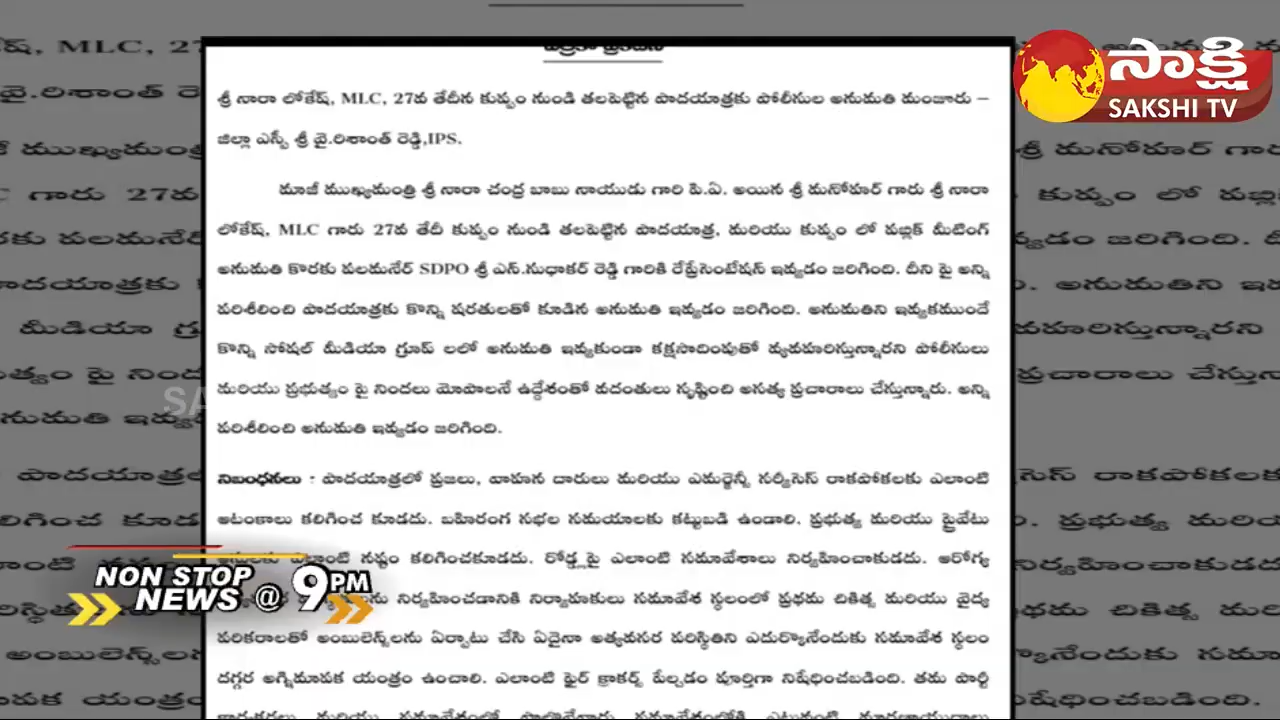 సాక్షి
SAKSHI TV
శ్రీ నారా లోకేష్, MLC, 27వ తేదీన కుప్పం నుండి తలపెట్టిన పాదయాత్రకు పోలీసుల అనుమతి మంజూరు –
జిల్లా ఎస్పీ శ్రీ వై.రిశాంత్ రెడ్డి,IPS.
మాజీ ముఖ్యమంత్రి శ్రీ నారా చంద్ర బాబు నాయుడు గారి పి.ఏ. అయిన శ్రీ మనోహర్ గారు శ్రీ నారా
లోకేష్, MLC గారు 27వ తేదీ కుప్పం నుండి తలపెట్టిన పాదయాత్ర, మరియు కుప్పం లో పబ్లిక్ మీటింగ్
అనుమతి కొరకు పలమనేర్ SDPO శ్రీ ఎన్.సుధాకర్ రెడ్డి గారికి రేప్రేసెంటేషన్ ఇవ్వడం జరిగింది. దీని పై అన్ని
పరిశీలించి పాదయాత్రకు కొన్ని షరతులతో కూడిన అనుమతి ఇవ్వడం జరిగింది. అనుమతిని ఇవ్వకముందే
కొన్ని సోషల్ మీడియా గ్రూప్ లలో అనుమతి ఇవ్వకుండా కక్షసాదింపుతో వ్యవహరిస్తున్నారని పోలీసులు
మరియు ప్రభుత్వం పై నిందలు మోపాలనే ఉద్దేశంతో వదంతులు సృష్టించి అసత్య ప్రచారాలు చేస్తున్నారు. అన్ని
పరిశీలించి అనుమతి ఇవ్వడం జరిగింది.
నిబంధనలు : పాదయాత్రలో ప్రజలు, వాహన దారులు మరియు ఎమర్జెన్సీ సర్వీసెస్ రాకపోకలకు ఎలాంటి
ఆటంకాలు కలిగించ కూడదు. బహిరంగ సభల సమయాలకు కట్టుబడి ఉండాలి. ప్రభుత్వ మరియు ప్రైవేటు
నష్టం కలిగించకూడదు. రోడ్డ్లపై ఎలాంటి సమావేశాలు నిర్వహించాకుడదు. ఆరోగ్య
నిర్వహించడానికి నిర్వాహకులు సమావేశ స్థలంలో ప్రథమ చికిత్స మరియు వైద్య
పరికరాలతో అంబులెన్స్‌లను ఏర్పాటు చేసి ఏదైనా అత్యవసర పరిస్థితిని ఎదుర్కొనేందుకు సమావేశ స్థలం
దగ్గర అగ్నిమాపక యంత్రం ఉంచాలి. ఎలాంటి ఫైర్ క్రాకర్స్ పేల్చడం పూర్తిగా నిషేధించబడింది. తమ పార్టీ
NON STOP
NEWS @ 9PM